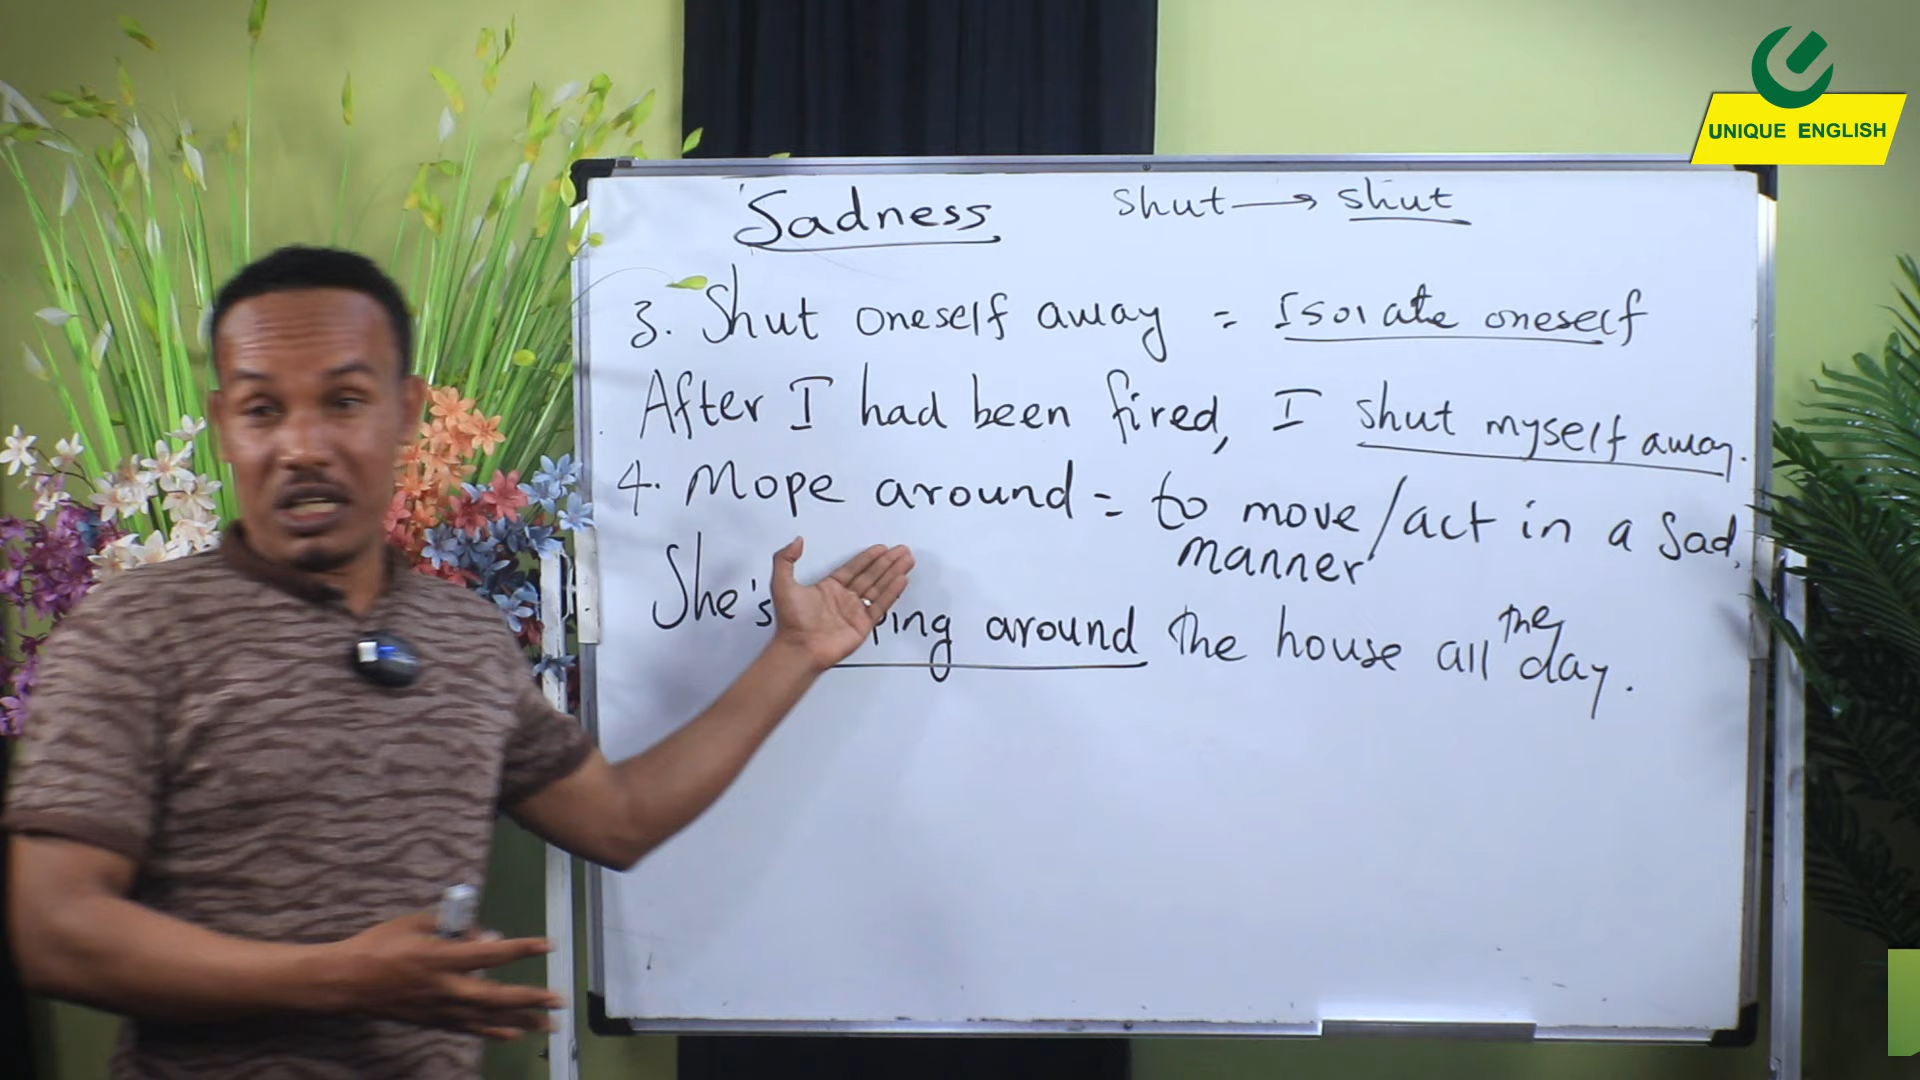 UNIQUE ENGLISH
Sadness shut → shut
3. Shut oneself away = Isolate oneself
After I had been fired, I shut myself away.
4. Mope around = to move/act in a sad
manner
She's around the house all the day.